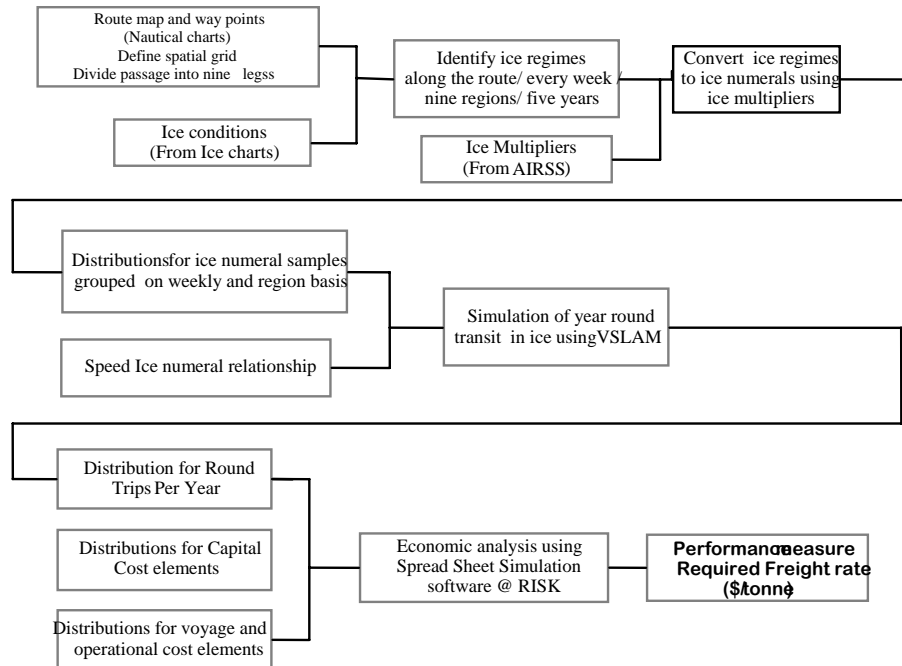 Route map and way points
(Nautical charts)
Define spatial grid
Divide passage into nine legss
Ice conditions
(From Ice charts)
Identify ice regimes
along the route/ every week /
nine regions/ five years
Ice Multipliers
(From AIRSS)
Convert ice regimes
to ice numerals using
ice multipliers
Distributionsfor ice numeral samples
grouped on weekly and region basis
Speed Ice numeral relationship
Simulation of year round
transit in ice usingVSLAM
Distribution for Round
Trips Per Year
Distributions for Capital
Cost elements
Distributions for voyage and
operational cost elements
Economic analysis using
Spread Sheet Simulation
software @ RISK
Performance measure
Required Freight rate
($/tonne)